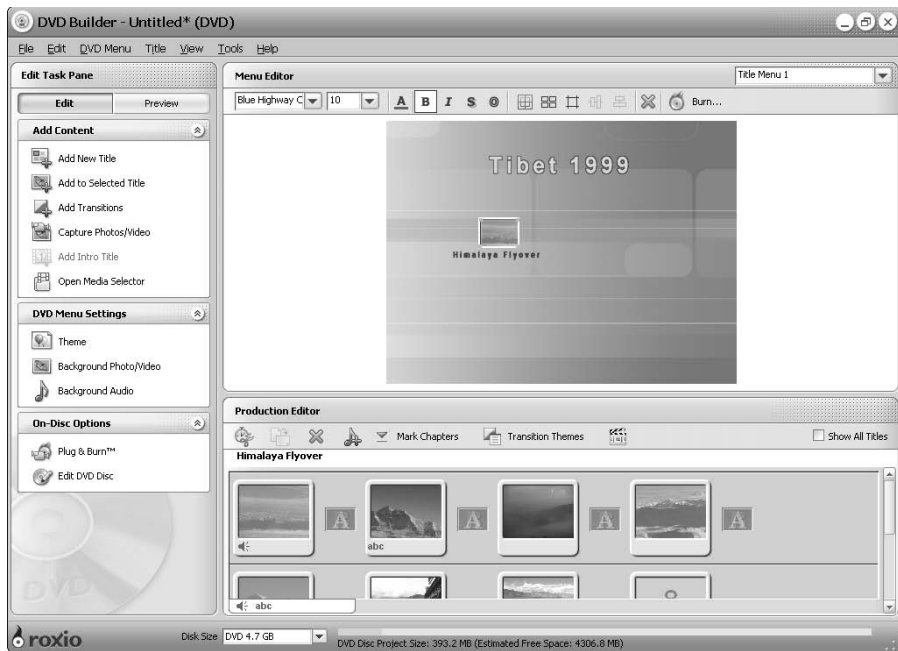 DVD Builder - Untitled* (DVD)
File Edit DVD Menu Title View Tools Help
Edit Task Pane
Edit Preview
Add Content
Add New Title
Add to Selected Title
Add Transitions
Capture Photos/Video
Add Intro Title
Open Media Selector
DVD Menu Settings
Theme
Background Photo/Video
Background Audio
On-Disc Options
Plug & Burn™
Edit DVD Disc
DVD
Menu Editor Title Menu 1
Blue Highway C 10 A B I S O Burn...
Tibet 1999
Himalaya Flyover
Production Editor
Mark Chapters Transition Themes Show All Titles
Himalaya Flyover
A A A A
abc
abc
roxio Disk Size DVD 4.7 GB DVD Disc Project Size: 393.2 MB (Estimated Free Space: 4306.8 MB)